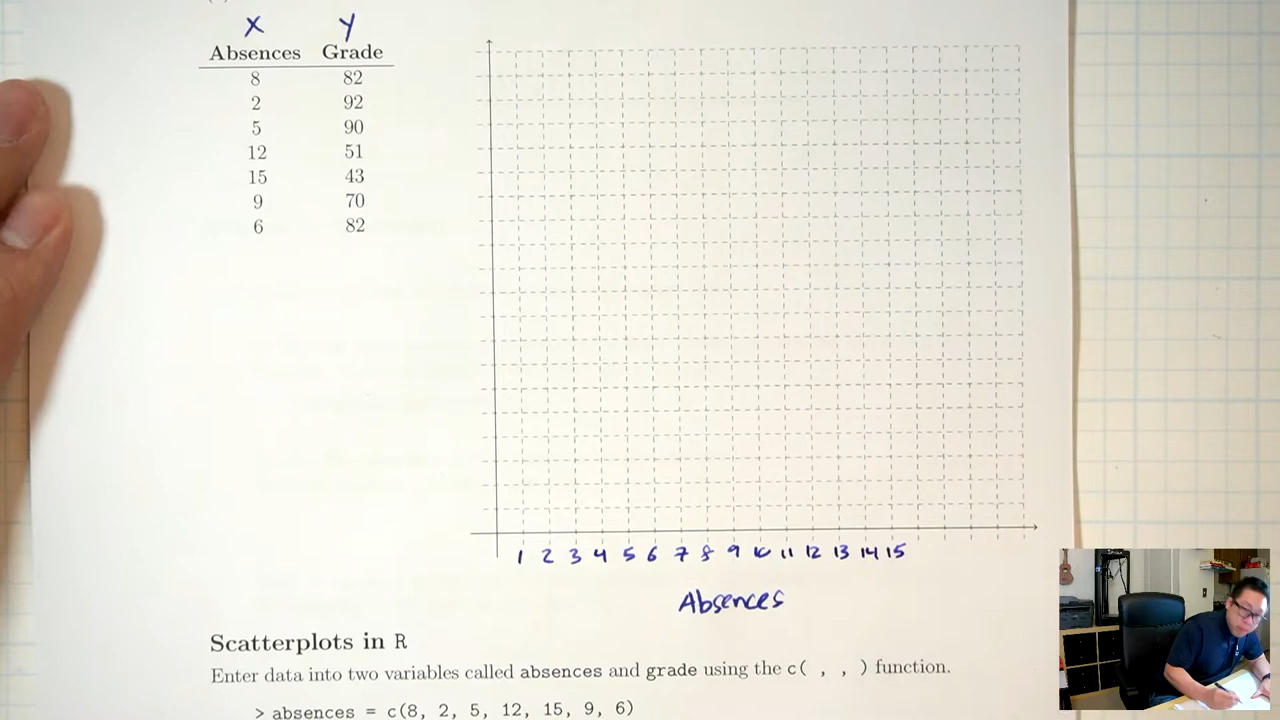 X Y
Absences Grade
8 82
2 92
5 90
12 51
15 43
9 70
6 82
1 2 3 4 5 6 7 8 9 10 11 12 13 14 15
Absences
Scatterplots in R
Enter data into two variables called absences and grade using the c( , , ) function.
> absences = c(8, 2, 5, 12, 15, 9, 6)